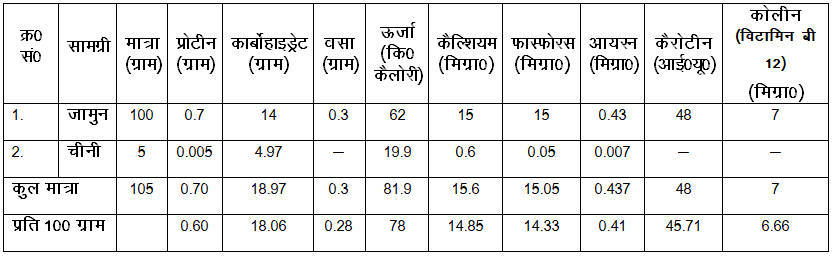 क्र0 सं0 सामग्री मात्रा (ग्राम) प्रोटीन (ग्राम) कार्बोहाइड्रेट (ग्राम) वसा (ग्राम) ऊर्जा (कि0 कैलोरी) कैल्शियम (मिग्रा0) फास्फोरस (मिग्रा0) आयरन (मिग्रा0) कैरोटीन (आई0यू0) कोलीन (विटामिन बी 12) (मिग्रा0)
1. जामुन 100 0.7 14 0.3 62 15 15 0.43 48 7
2. चीनी 5 0.005 4.97 — 19.9 0.6 0.05 0.007 — —
कुल मात्रा 105 0.70 18.97 0.3 81.9 15.6 15.05 0.437 48 7
प्रति 100 ग्राम 0.60 18.06 0.28 78 14.85 14.33 0.41 45.71 6.66